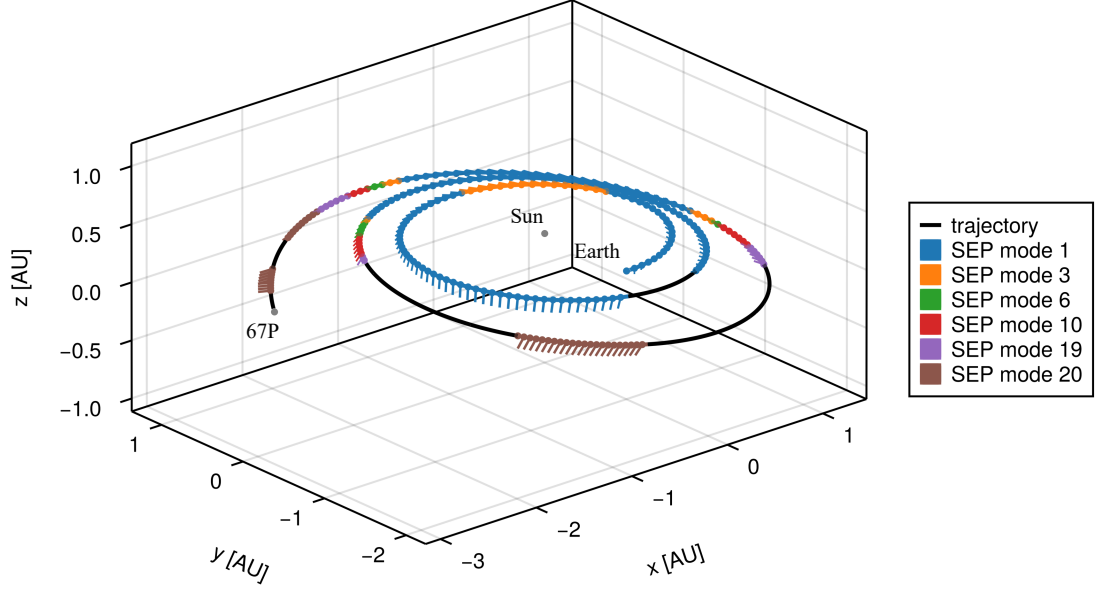 Sun
Earth
67P
z [AU]
1.0
0.5
0.0
−0.5
−1.0
y [AU]
1
0
−1
−2
x [AU]
−3
−2
−1
0
1
trajectory
SEP mode 1
SEP mode 3
SEP mode 6
SEP mode 10
SEP mode 19
SEP mode 20